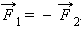 F⃗₁ = − F⃗₂.